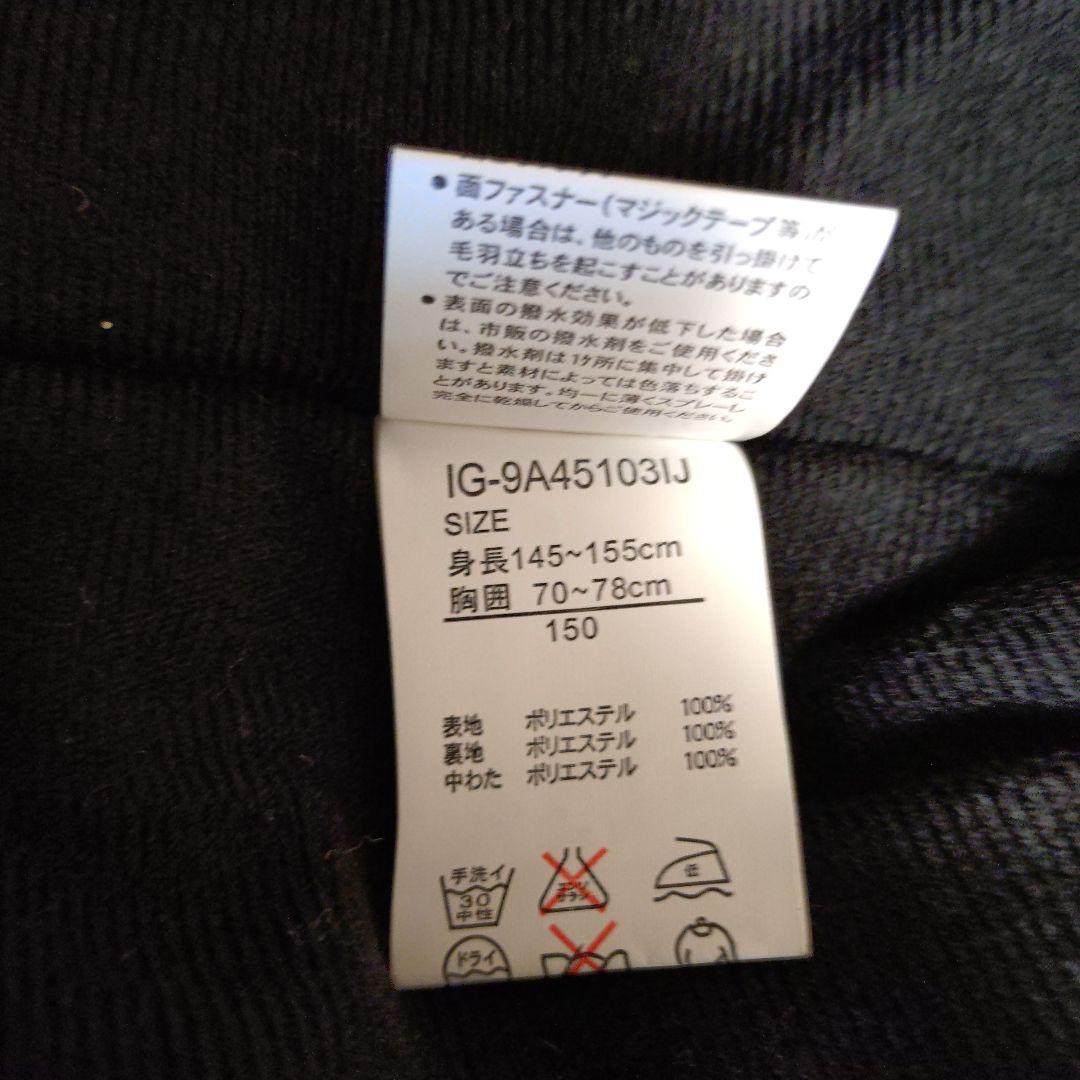 ● 面ファスナー(マジックテープ等)が
ある場合は、他のものを引っ掛けて
毛羽立ちを起こすことがありますの
でご注意ください。
● 表面の撥水効果が低下した場合
は、市販の撥水剤をご使用くださ
い。撥水剤は1ケ所に集中して掛け
ますと素材によっては色落ちするこ
とがあります。均一に薄くスプレーし
完全に乾燥してからご使用ください。
IG-9A45103IJ
SIZE
身長145~155cm
胸囲 70~78cm
150
表地 ポリエステル 100%
裏地 ポリエステル 100%
中わた ポリエステル 100%
手洗イ
30
中性
エンソ
サラシ
低
ドライ